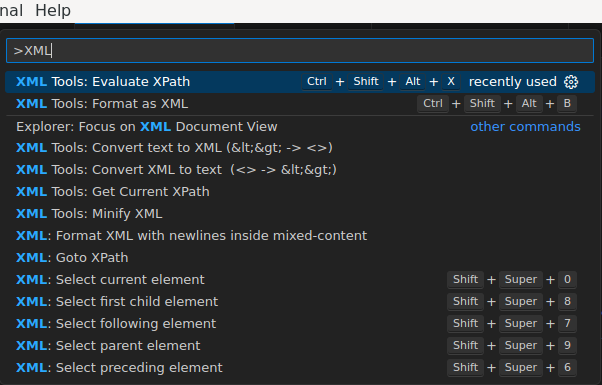 nal Help
>XML
XML Tools: Evaluate XPath Ctrl + Shift + Alt + X recently used
XML Tools: Format as XML Ctrl + Shift + Alt + B
Explorer: Focus on XML Document View other commands
XML Tools: Convert text to XML (&lt;&gt; -> <>)
XML Tools: Convert XML to text (<> -> &lt;&gt;)
XML Tools: Get Current XPath
XML Tools: Minify XML
XML: Format XML with newlines inside mixed-content
XML: Goto XPath
XML: Select current element Shift + Super + 0
XML: Select first child element Shift + Super + 8
XML: Select following element Shift + Super + 7
XML: Select parent element Shift + Super + 9
XML: Select preceding element Shift + Super + 6